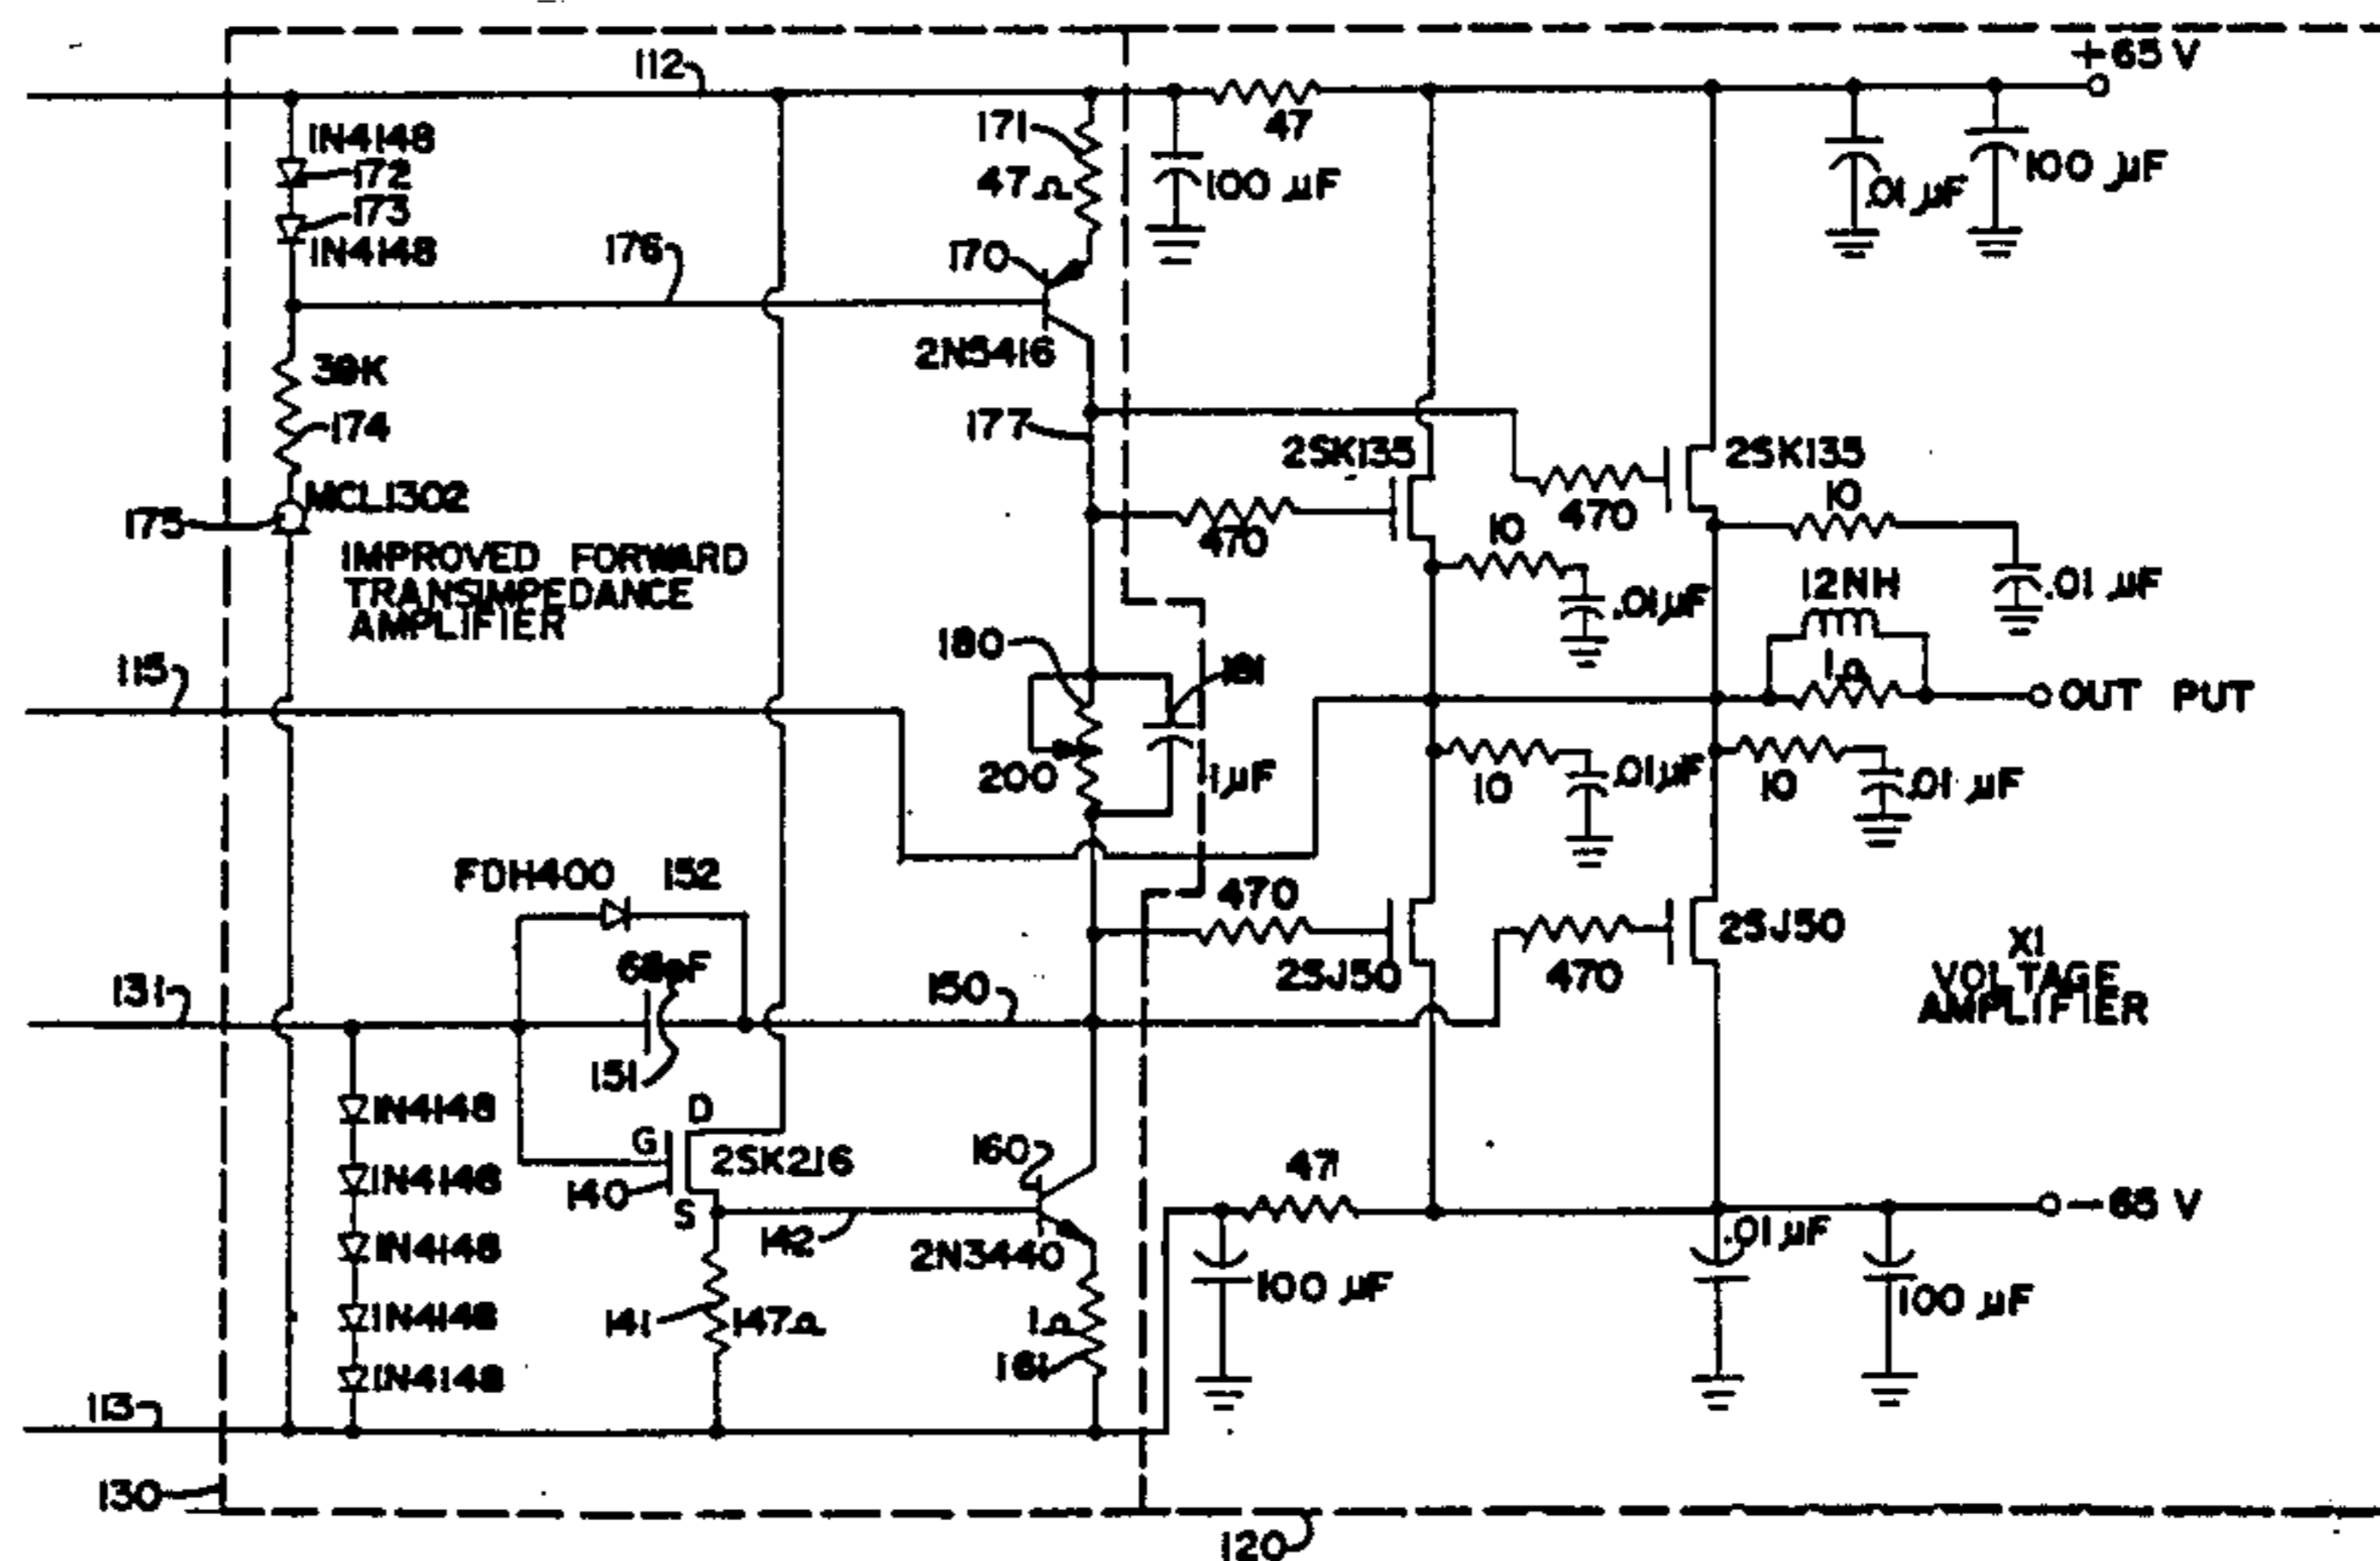 +65 V
112
1N4148
172
173
1N4148
171
47Ω
47
100 µF
.01 µF
100 µF
176
170
2N5416
39K
174
177
2SK135
2SK135
MCL1302
175
470
10
470
10
IMPROVED FORWARD
TRANSIMPEDANCE
AMPLIFIER
.01µF
12NH
.01 µF
180
181
115
1Ω
OUT PUT
200
1µF
10
.01µF
10
.01 µF
FDH400
152
470
2SJ50
68pF
131
150
2SJ50
470
X1
VOLTAGE
AMPLIFIER
151
1N4148
D
G
2SK216
160
47
1N4148
140
S
142
-65 V
1N4148
2N3440
.01 µF
100 µF
100 µF
1N4148
141
147Ω
1Ω
161
1N4148
113
130
120